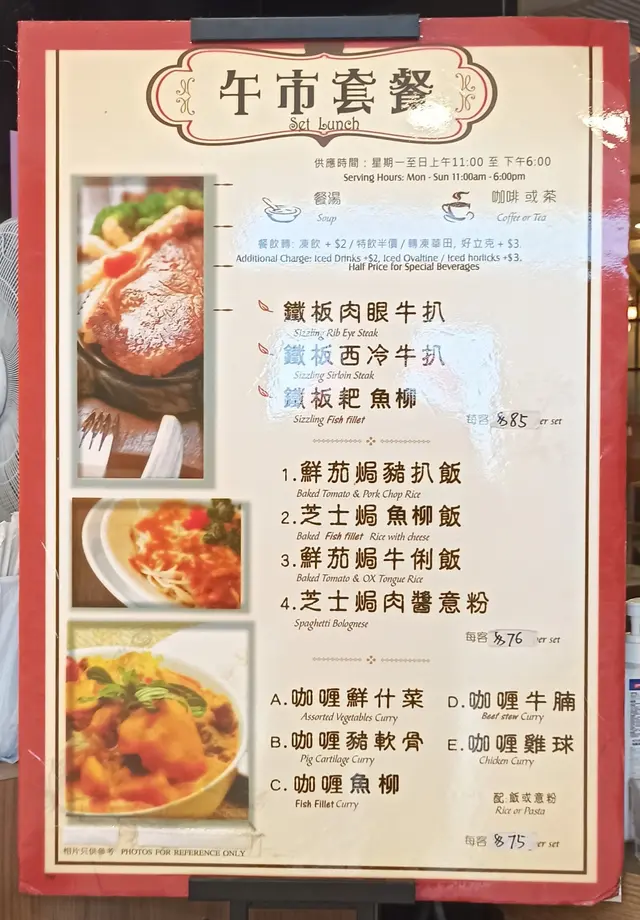 午市套餐
Set Lunch
供應時間：星期一至日上午11:00 至 下午6:00
Serving Hours: Mon - Sun 11:00am - 6:00pm
餐湯
Soup
咖啡或茶
Coffee or Tea
餐飲轉: 凍飲 + $2 / 特飲半價 / 轉凍華田, 好立克 + $3.
Additional Charge: Iced Drinks +$2, Iced Ovaltine / Iced horlicks +$3.
Half Price for Special Beverages
鐵板肉眼牛扒
Sizzling Rib Eye Steak
鐵板西冷牛扒
Sizzling Sirloin Steak
鐵板耙魚柳
Sizzling Fish fillet
每客 $85 er set
1.鮮茄焗豬扒飯
Baked Tomato & Pork Chop Rice
2.芝士焗魚柳飯
Baked Fish fillet Rice with cheese
3.鮮茄焗牛脷飯
Baked Tomato & OX Tongue Rice
4.芝士焗肉醬意粉
Spaghetti Bolognese
每客 $76 per set
A.咖喱鮮什菜
Assorted Vegetables Curry
B.咖喱豬軟骨
Pig Cartilage Curry
C.咖喱魚柳
Fish Fillet Curry
D.咖喱牛腩
Beef stew Curry
E.咖喱雞球
Chicken Curry
配 飯或意粉
Rice or Pasta
每客 $75 er set
相片只供參考 PHOTOS FOR REFERENCE ONLY